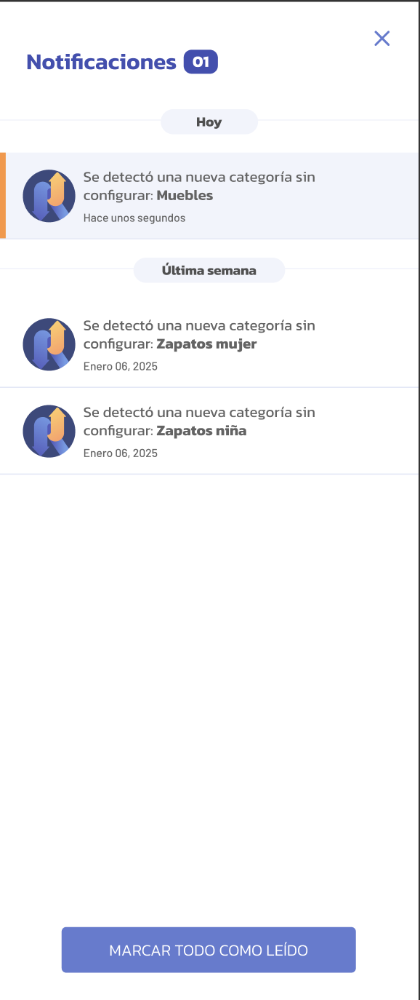 Notificaciones 01
Hoy
Se detectó una nueva categoría sin
configurar: Muebles
Hace unos segundos
Última semana
Se detectó una nueva categoría sin
configurar: Zapatos mujer
Enero 06, 2025
Se detectó una nueva categoría sin
configurar: Zapatos niña
Enero 06, 2025
MARCAR TODO COMO LEÍDO